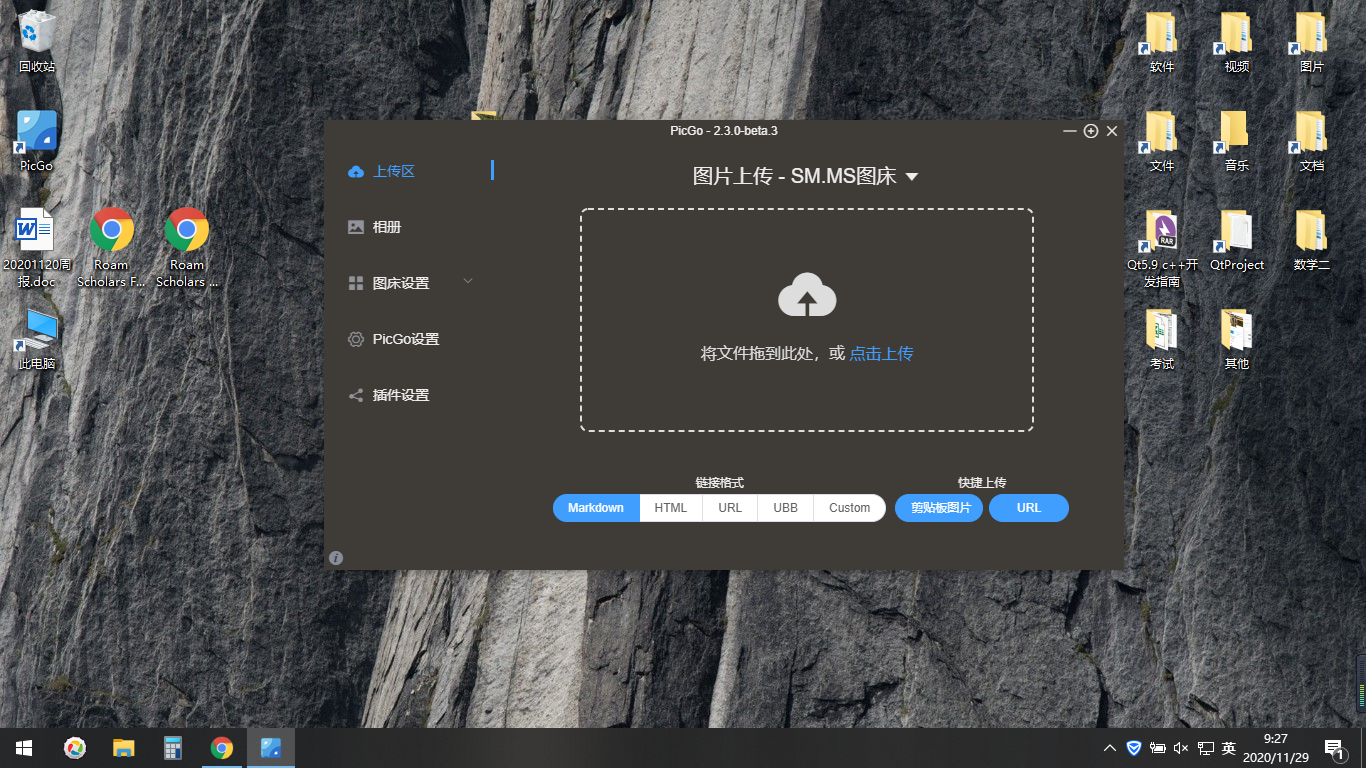 回收站
PicGo
20201120周
报.doc
Roam
Scholars F...
Roam
Scholars ...
此电脑
PicGo - 2.3.0-beta.3
上传区
相册
图床设置
PicGo设置
插件设置
图片上传 - SM.MS图床
将文件拖到此处，或 点击上传
链接格式
快捷上传
Markdown
HTML
URL
UBB
Custom
剪贴板图片
URL
软件
视频
图片
文件
音乐
文档
RAR
Qt5.9 c++开
发指南
QtProject
数学二
考试
其他
英
9:27
2020/11/29
1